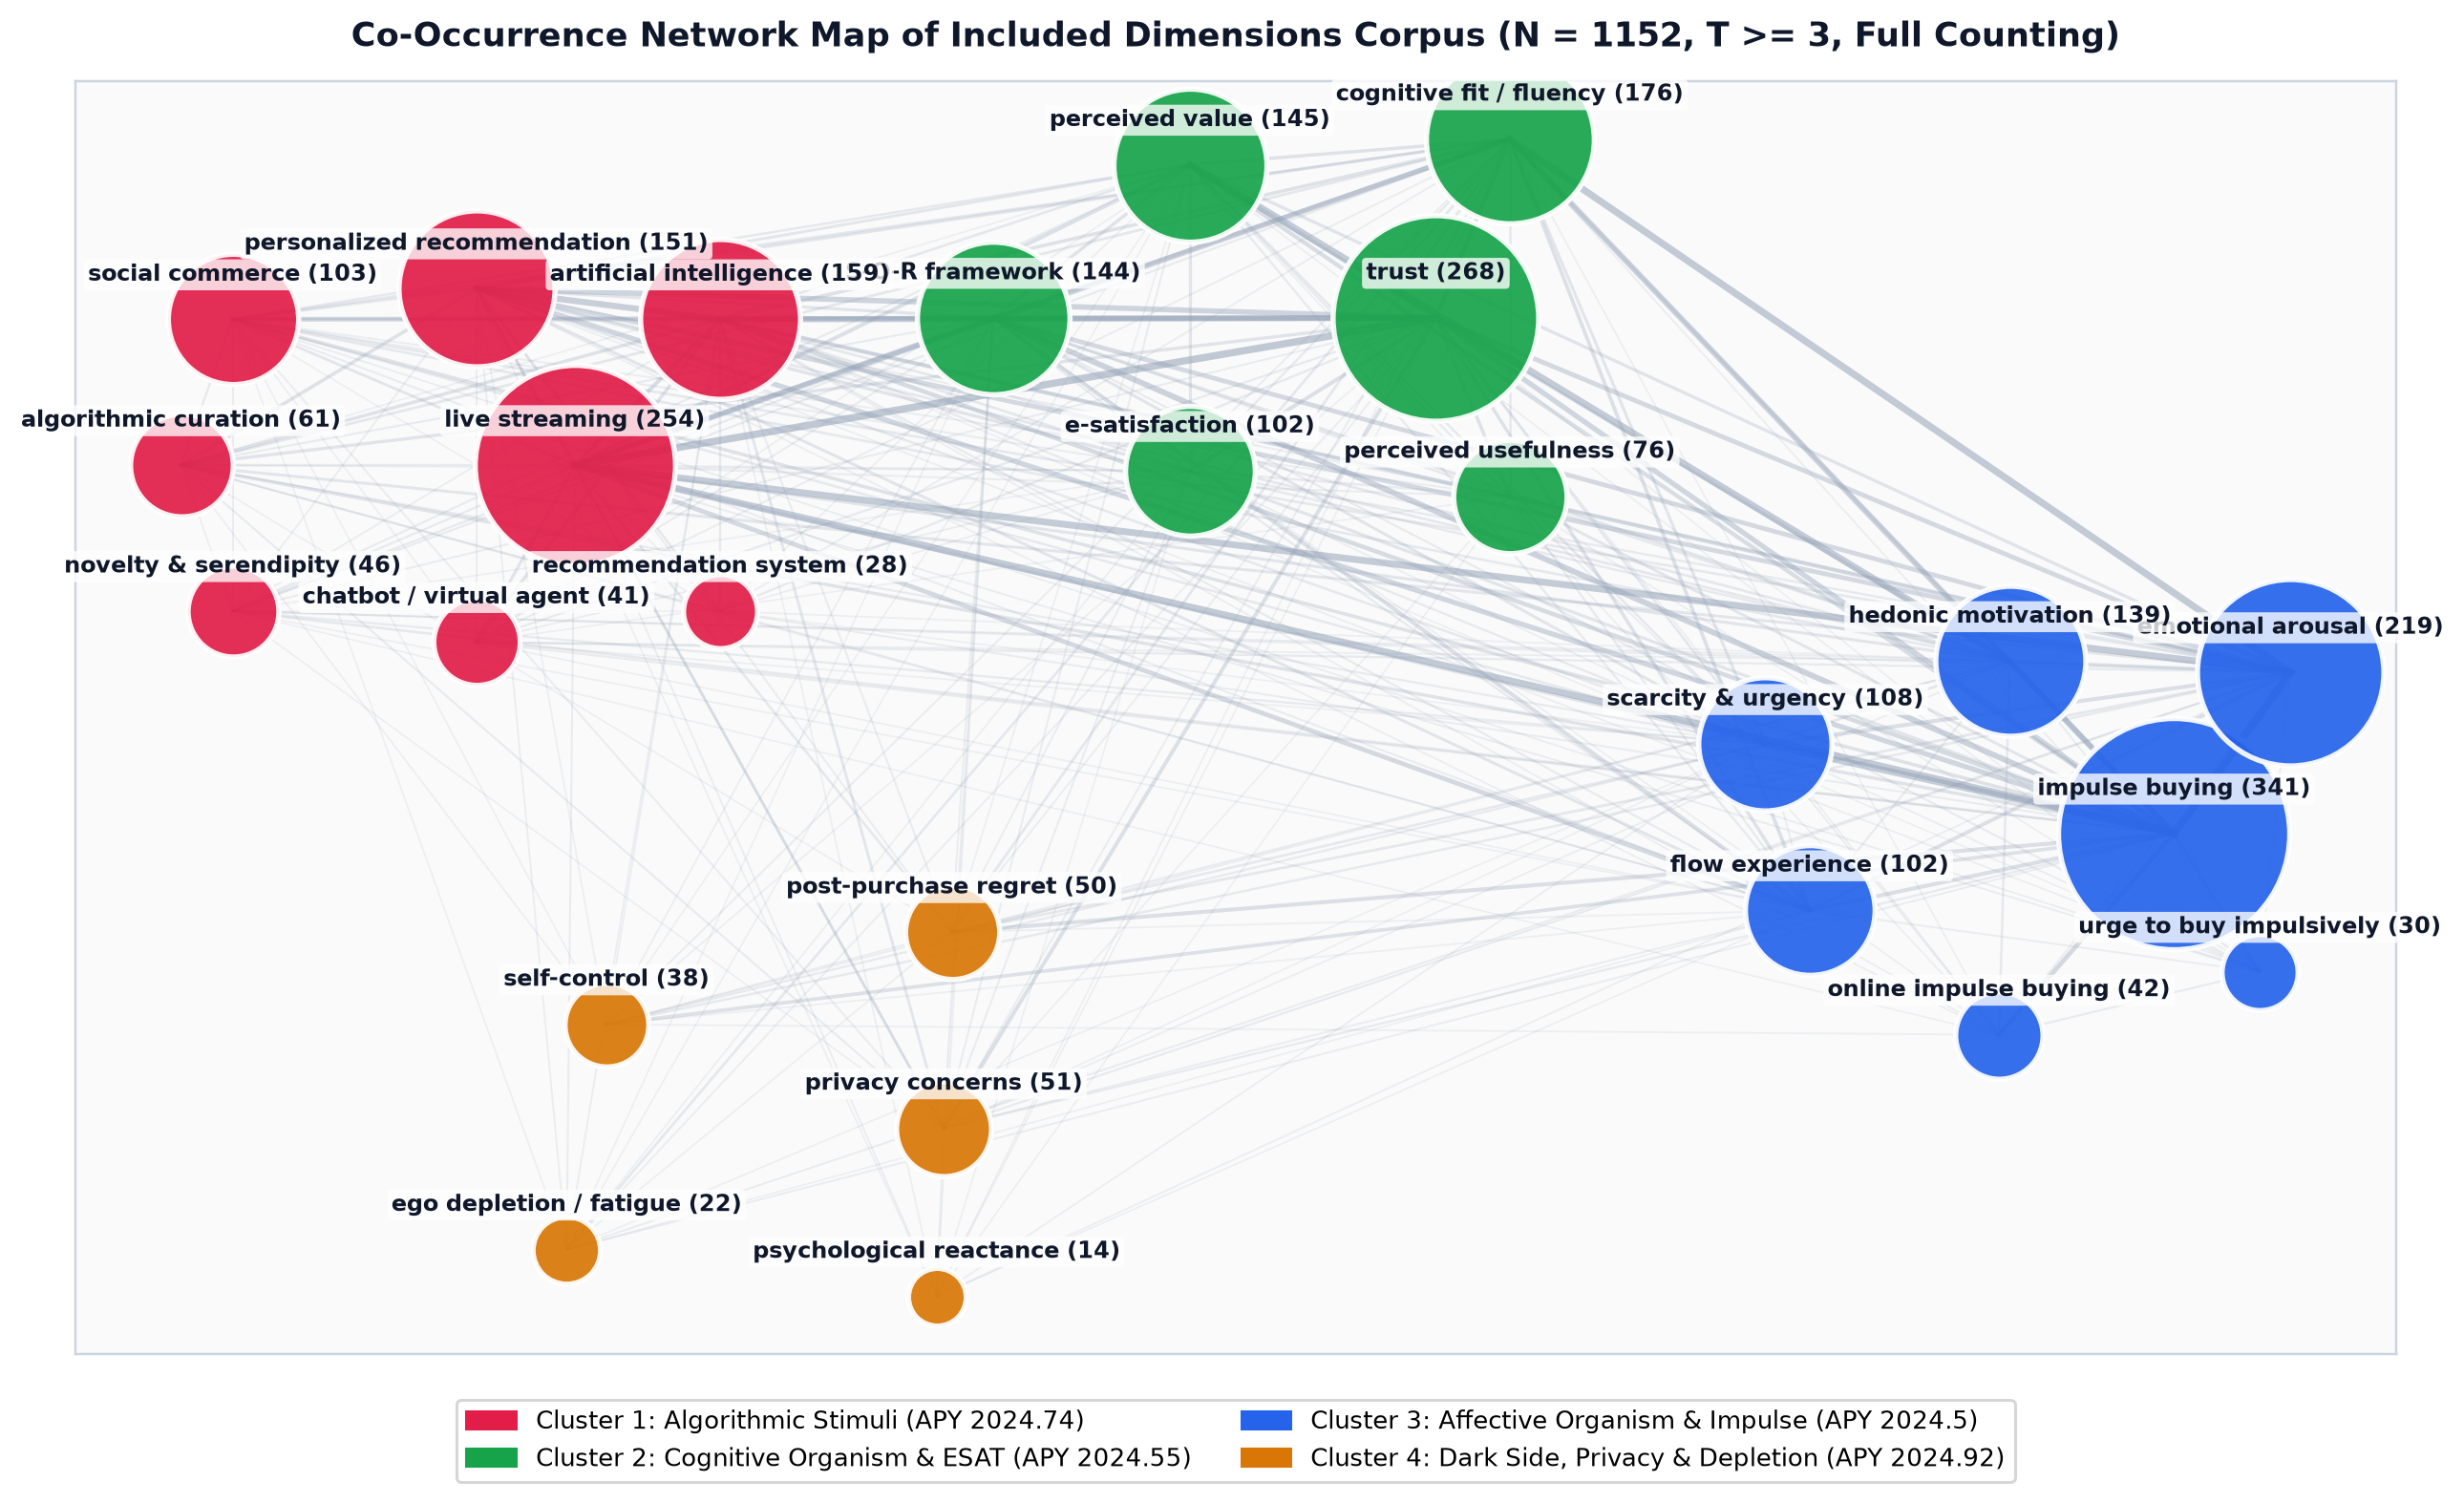 Co-Occurrence Network Map of Included Dimensions Corpus (N = 1152, T >= 3, Full Counting)
cognitive fit / fluency (176)
perceived value (145)
personalized recommendation (151)
social commerce (103)
artificial intelligence (159)
-R framework (144)
trust (268)
algorithmic curation (61)
live streaming (254)
e-satisfaction (102)
perceived usefulness (76)
novelty & serendipity (46)
recommendation system (28)
chatbot / virtual agent (41)
hedonic motivation (139)
emotional arousal (219)
scarcity & urgency (108)
impulse buying (341)
flow experience (102)
post-purchase regret (50)
urge to buy impulsively (30)
self-control (38)
online impulse buying (42)
privacy concerns (51)
ego depletion / fatigue (22)
psychological reactance (14)
Cluster 1: Algorithmic Stimuli (APY 2024.74)
Cluster 2: Cognitive Organism & ESAT (APY 2024.55)
Cluster 3: Affective Organism & Impulse (APY 2024.5)
Cluster 4: Dark Side, Privacy & Depletion (APY 2024.92)